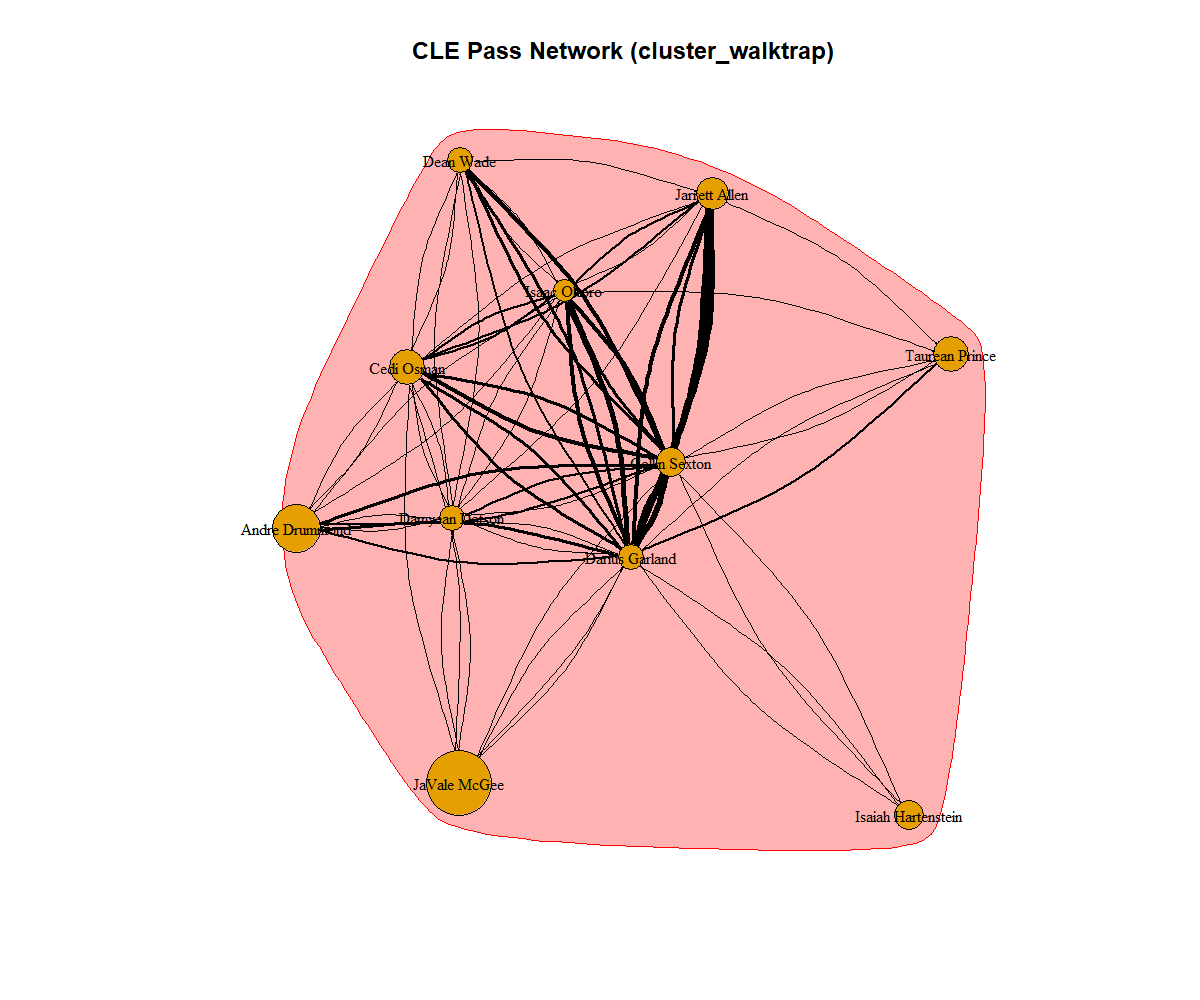 CLE Pass Network (cluster_walktrap)
Dean Wade
Jarrett Allen
Isaac Okoro
Taurean Prince
Cedi Osman
Collin Sexton
Damyean Dotson
Andre Drummond
Darius Garland
JaVale McGee
Isaiah Hartenstein